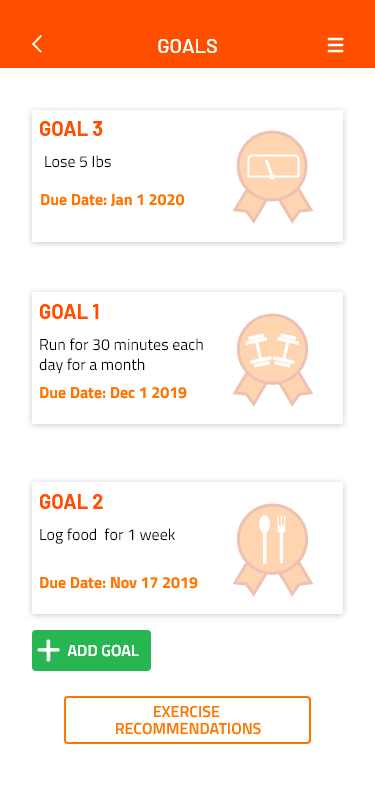 GOALS
GOAL 3
Lose 5 lbs
Due Date: Jan 1 2020
GOAL 1
Run for 30 minutes each
day for a month
Due Date: Dec 1 2019
GOAL 2
Log food  for 1 week
Due Date: Nov 17 2019
ADD GOAL
EXERCISE
RECOMMENDATIONS